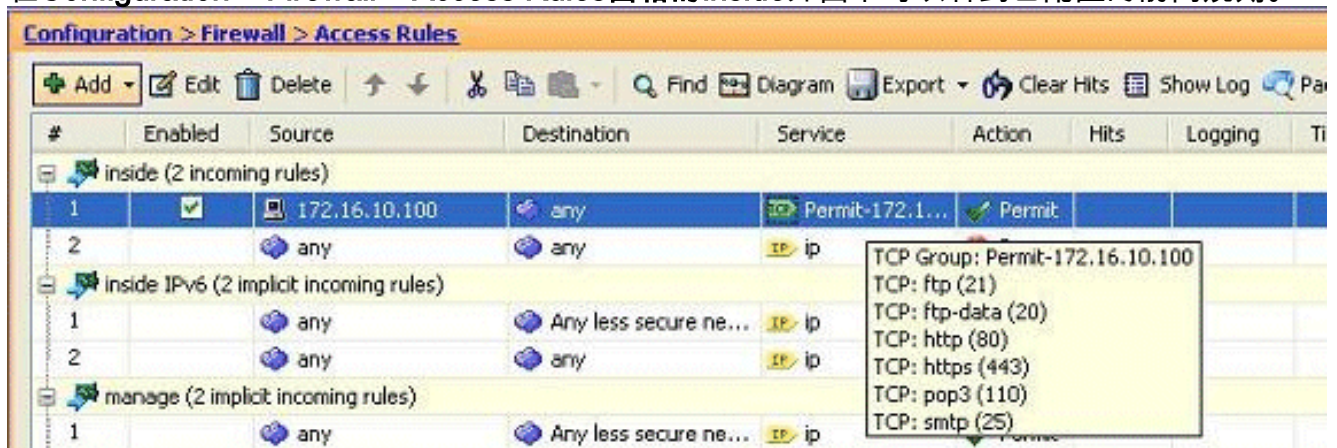 Configuration > Firewall > Access Rules
Add Edit Delete Find Diagram Export Clear Hits Show Log
# Enabled Source Destination Service Action Hits Logging
inside (2 incoming rules)
1 172.16.10.100 any Permit-172.1... Permit
2 any any ip
TCP Group: Permit-172.16.10.100
TCP: ftp (21)
TCP: ftp-data (20)
TCP: http (80)
TCP: https (443)
TCP: pop3 (110)
TCP: smtp (25)
inside IPv6 (2 implicit incoming rules)
1 any Any less secure ne... ip
2 any any ip
manage (2 implicit incoming rules)
1 any Any less secure ne... ip